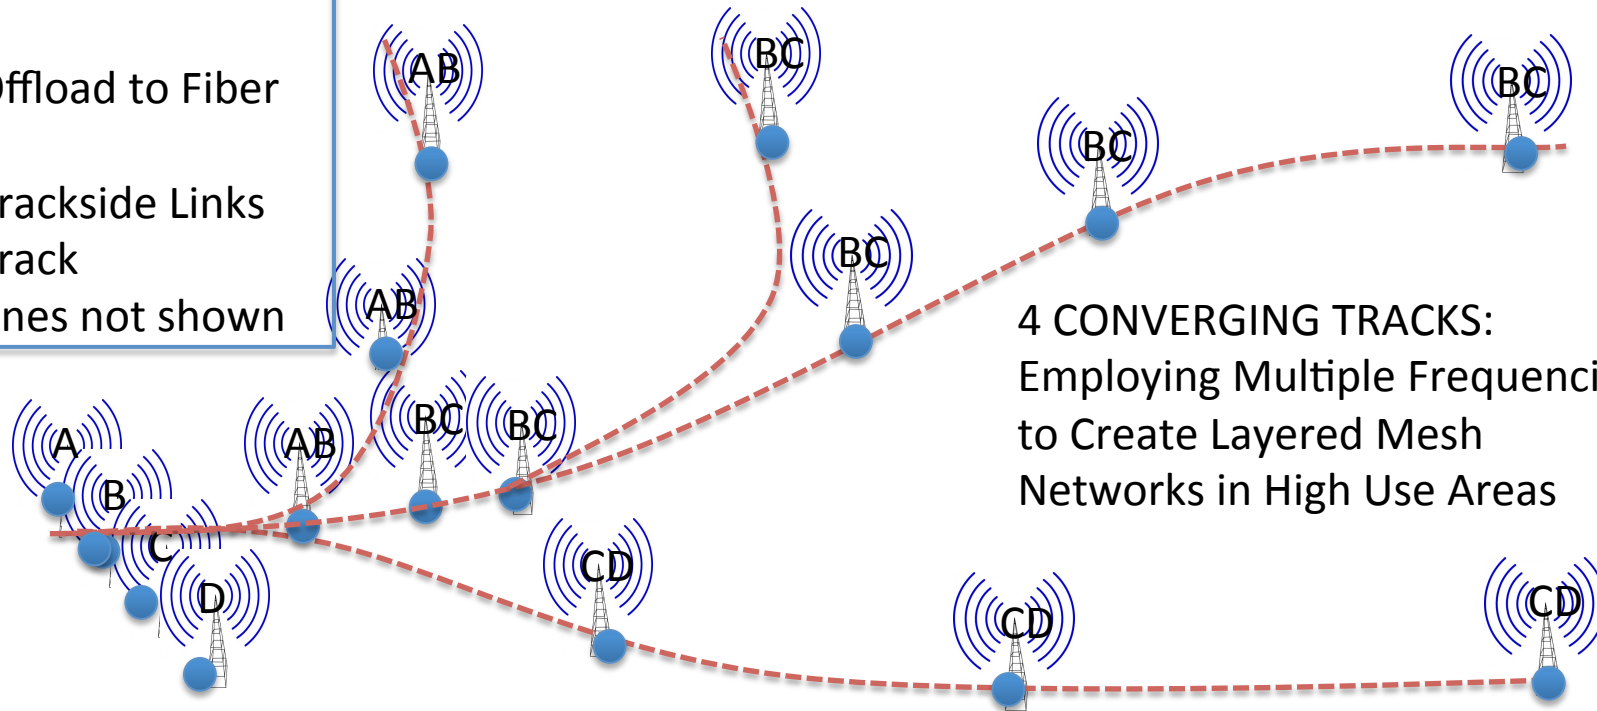 Offload to Fiber
rackside Links
rack
nes not shown
AB
BC
BC
BC
BC
AB
4 CONVERGING TRACKS:
Employing Multiple Frequenci
to Create Layered Mesh
Networks in High Use Areas
A
AB
BC
BC
B
C
D
CD
CD
CD